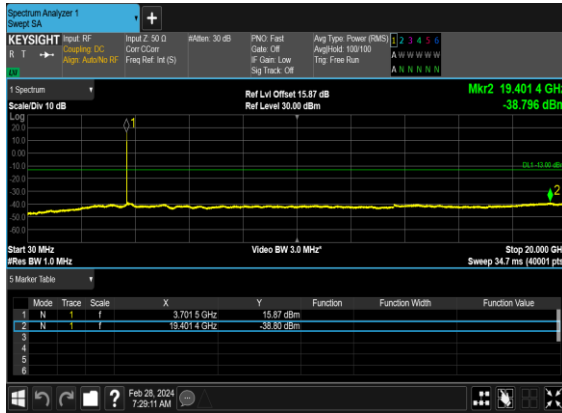 Spectrum Analyzer 1
Swept SA
+
KEYSIGHT Input: RF Input Z: 50 Ω #Atten: 30 dB PNO: Fast Avg Type: Power (RMS) 1 2 3 4 5 6
R T Coupling: DC Corr CCorr Gate: Off Avg|Hold: 100/100 A W W W W W
Align: Auto/No RF Freq Ref: Int (S) IF Gain: Low Trig: Free Run
LXI Sig Track: Off A N N N N N
1 Spectrum Ref Lvl Offset 15.87 dB Mkr2 19.401 4 GHz
Scale/Div 10 dB Ref Level 30.00 dBm -38.796 dBm
Log
1
20.0
10.0
0.00
-10.0 DL1 -13.00 dBm
-20.0
-30.0 2
-40.0
-50.0
-60.0
Start 30 MHz Video BW 3.0 MHz* Stop 20.000 GH
#Res BW 1.0 MHz Sweep 34.7 ms (40001 pts
5 Marker Table
Mode Trace Scale X Y Function Function Width Function Value
1 N 1 f 3.701 5 GHz 15.87 dBm
2 N 1 f 19.401 4 GHz -38.80 dBm
3
4
5
6
? Feb 28, 2024
7:29:11 AM